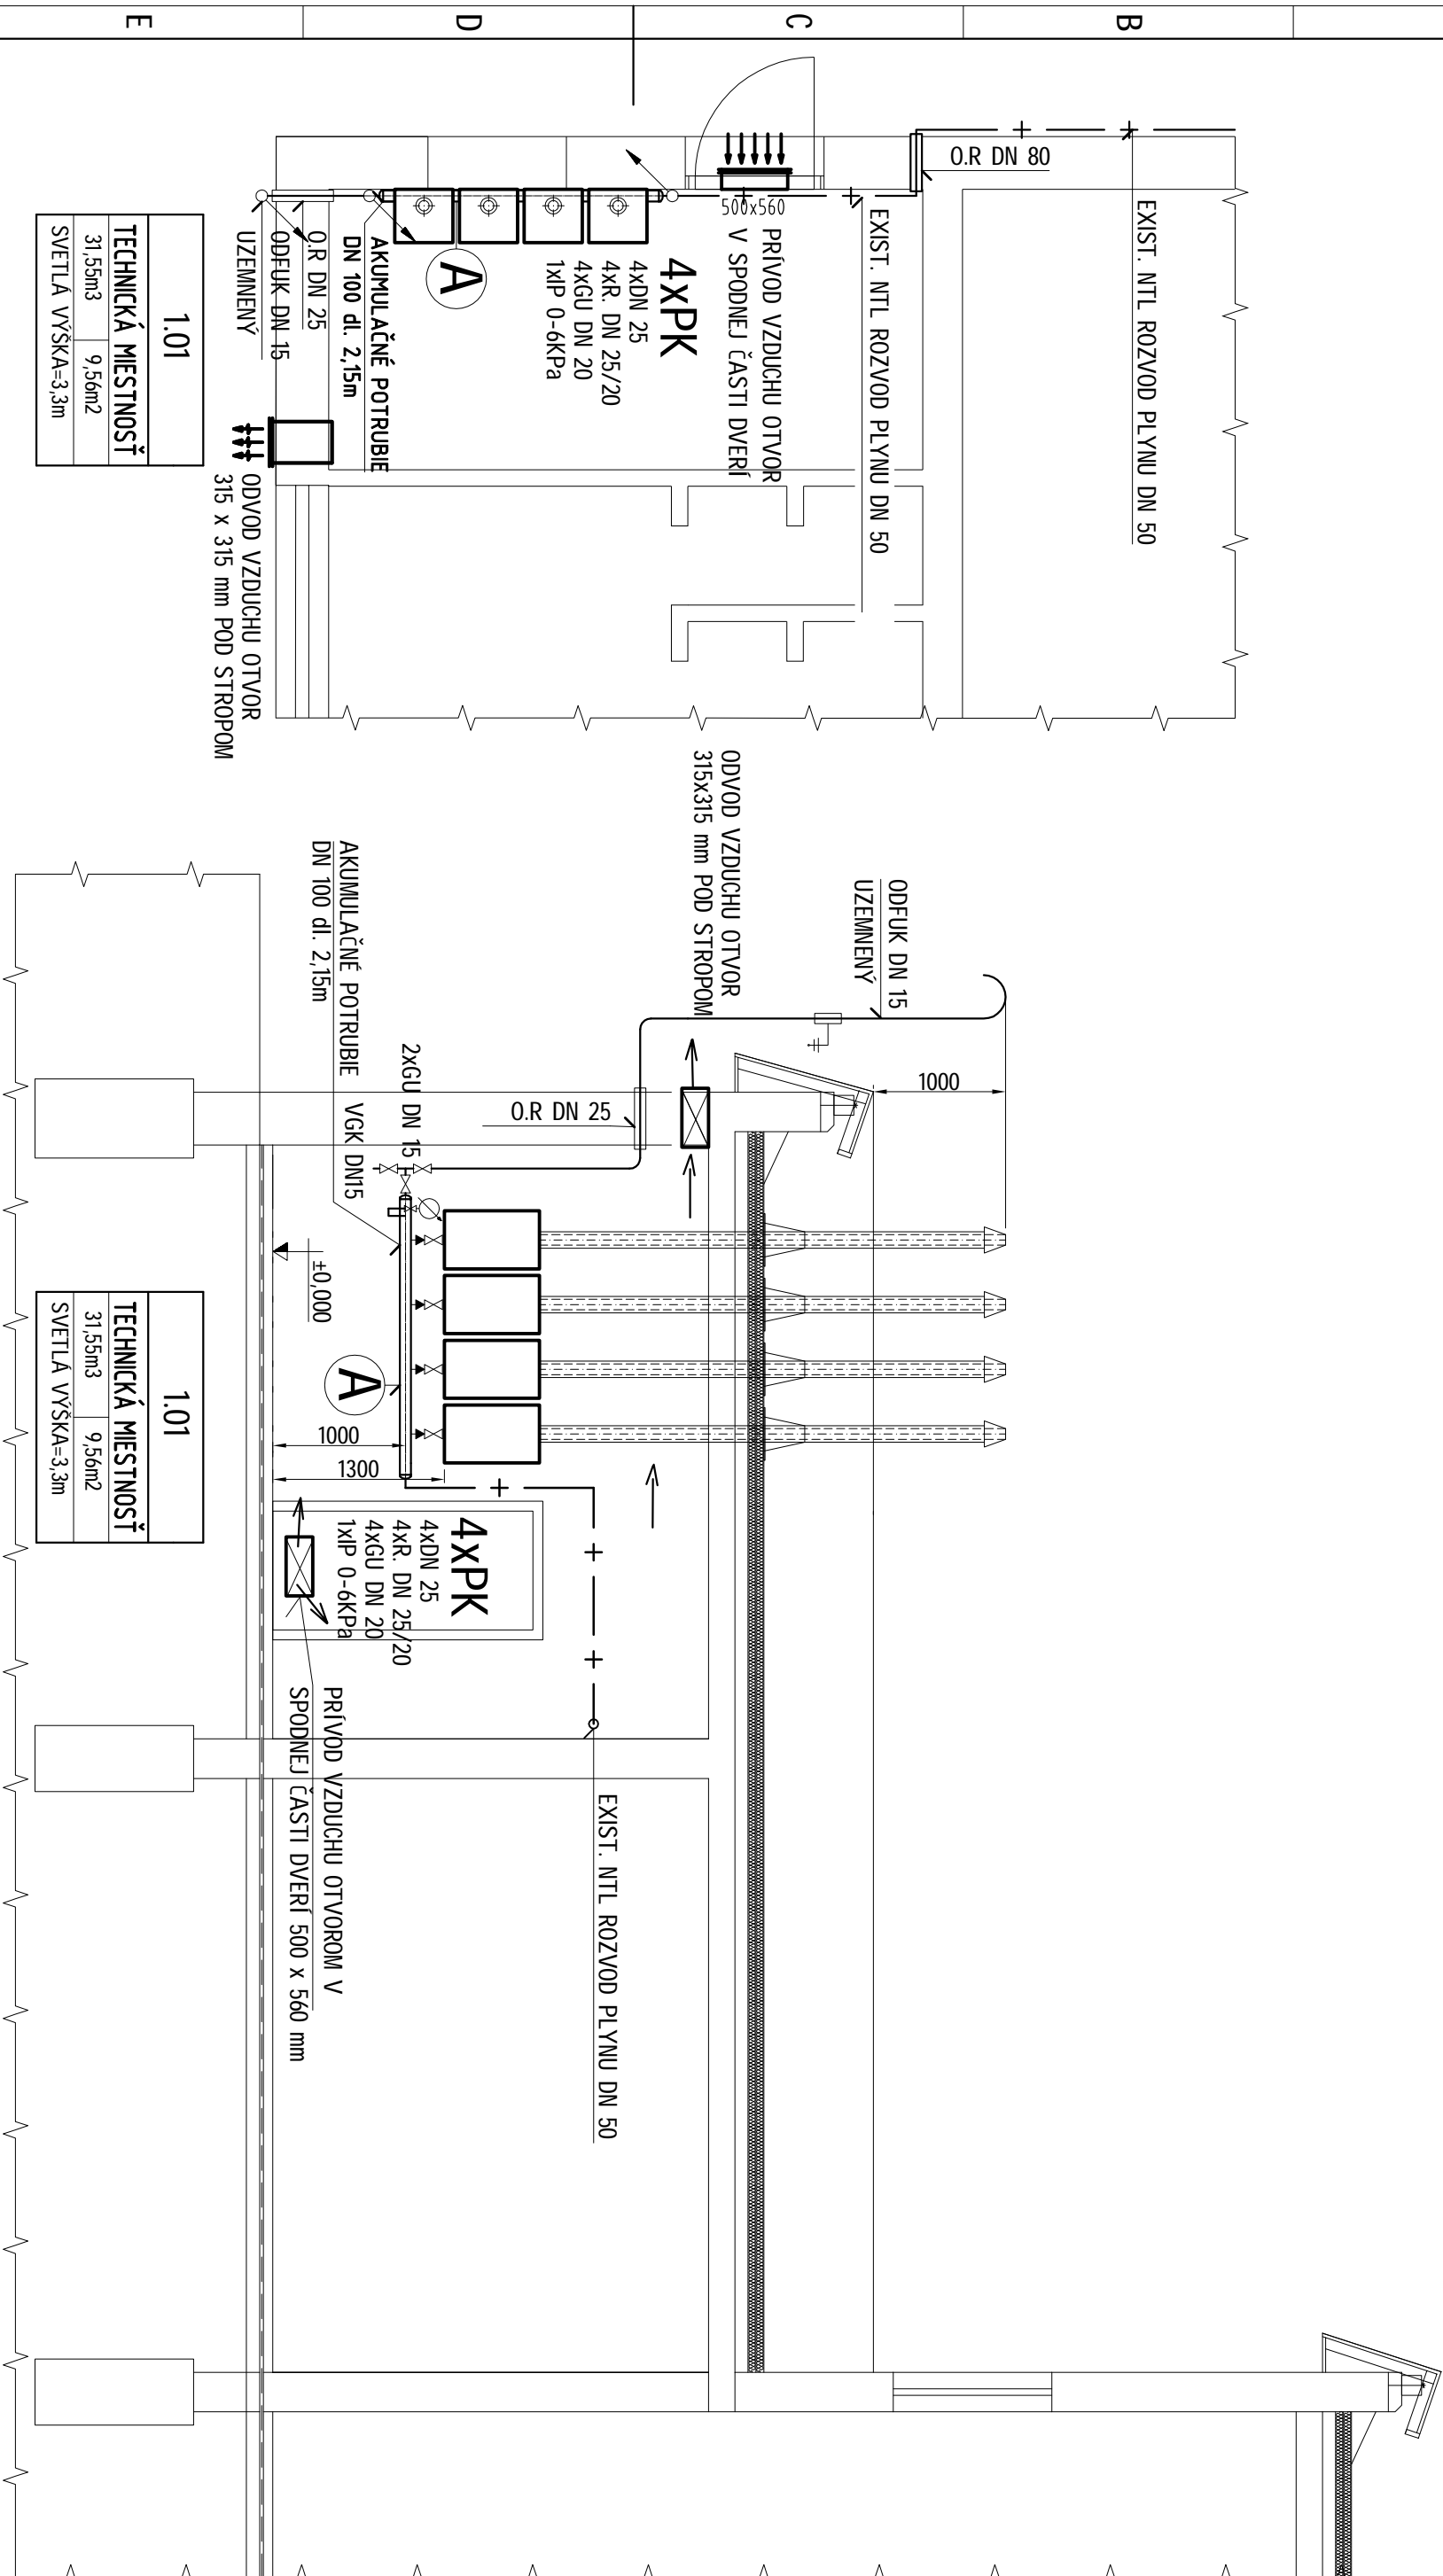 E
D
C
B
O.R DN 80
EXIST. NTL ROZVOD PLYNU DN 50
EXIST. NTL ROZVOD PLYNU DN 50
500x560
PRÍVOD VZDUCHU OTVOR
V SPODNEJ ČASTI DVERÍ
4xPK
4xDN 25
4xR. DN 25/20
4xGU DN 20
1xIP 0-6KPa
A
AKUMULAČNÉ POTRUBIE
DN 100 dl. 2,15m
O.R DN 25
ODFUK DN 15
UZEMNENÝ
ODVOD VZDUCHU OTVOR
315 x 315 mm POD STROPOM
1.01
TECHNICKÁ MIESTNOSŤ
31,55m3 9,56m2
SVETLÁ VÝŠKA=3,3m
ODFUK DN 15
UZEMNENÝ
ODVOD VZDUCHU OTVOR
315x315 mm POD STROPOM
1000
O.R DN 25
2xGU DN 15
VGK DN15
AKUMULAČNÉ POTRUBIE
DN 100 dl. 2,15m
±0,000
A
1000
1300
4xPK
4xDN 25
4xR. DN 25/20
4xGU DN 20
1xIP 0-6KPa
PRÍVOD VZDUCHU OTVOROM V
SPODNEJ ČASTI DVERÍ 500 x 560 mm
EXIST. NTL ROZVOD PLYNU DN 50
1.01
TECHNICKÁ MIESTNOSŤ
31,55m3 9,56m2
SVETLÁ VÝŠKA=3,3m